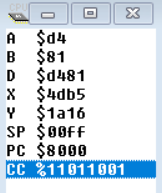 A $d4
B $81
D $d481
X $4db5
Y $1a16
SP $00ff
PC $8000
CC %11011001